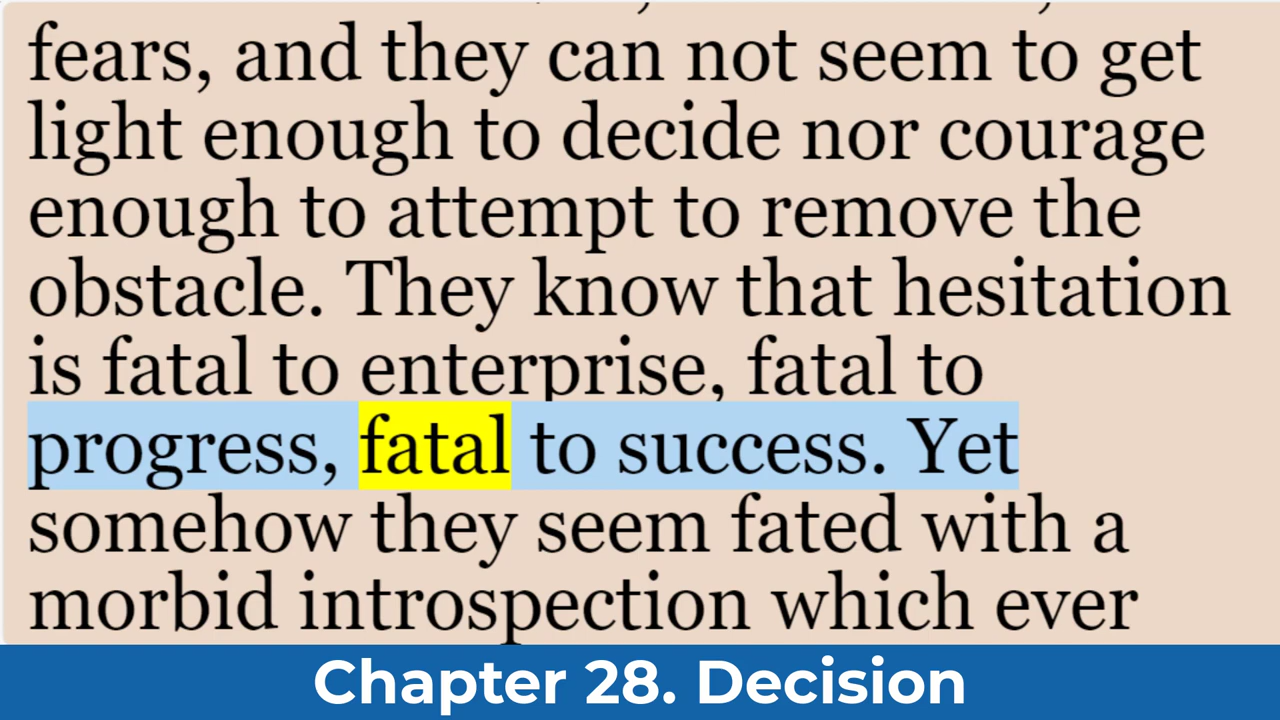 fears, and they can not seem to get
light enough to decide nor courage
enough to attempt to remove the
obstacle. They know that hesitation
is fatal to enterprise, fatal to
progress, fatal to success. Yet
somehow they seem fated with a
morbid introspection which ever
Chapter 28. Decision